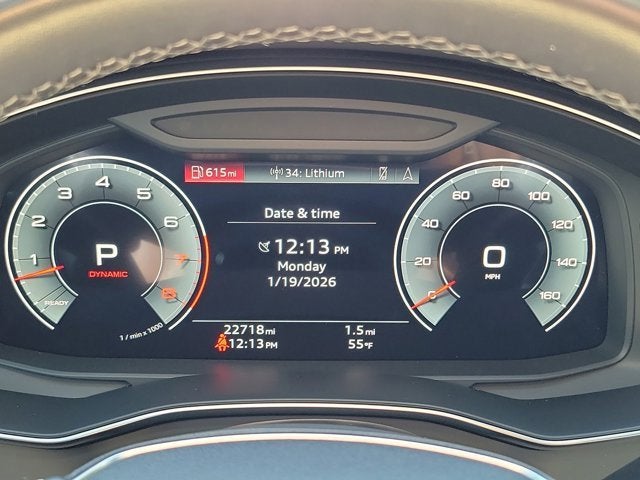 615 mi 34: Lithium
Date & time
12:13 PM
Monday
1/19/2026
1 2 3 4 5 6 7
P
DYNAMIC
READY
1 / min x 1000
0 20 40 60 80 100 120 140 160
0
MPH
22718 mi 1.5 mi
12:13 PM 55°F